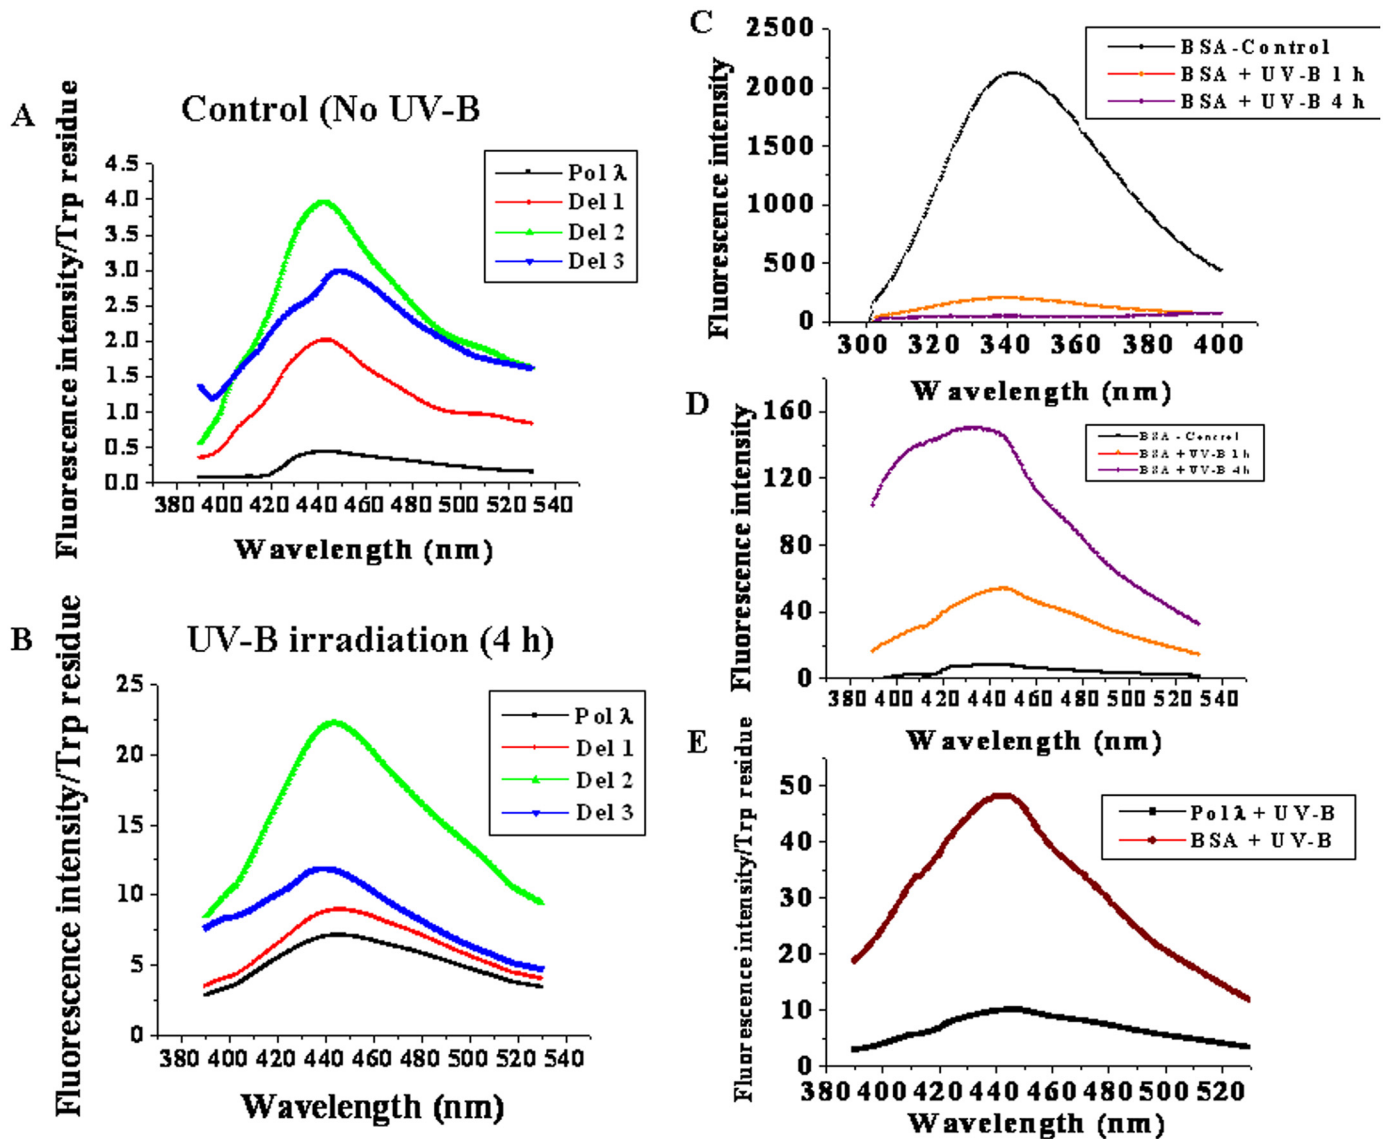 A
Control (No UV-B
Fluorescence intensity/Trp residue
4.5
4.0
3.5
3.0
2.5
2.0
1.5
1.0
0.5
0.0
Pol λ
Del 1
Del 2
Del 3
380 400 420 440 460 480 500 520 540
Wavelength (nm)
B
UV-B irradiation (4 h)
Fluorescence intensity/Trp residue
25
20
15
10
5
0
Pol λ
Del 1
Del 2
Del 3
380 400 420 440 460 480 500 520 540
Wavelength (nm)
C
Fluorescence intensity
2500
2000
1500
1000
500
0
BSA-Control
BSA + UV-B 1 h
BSA + UV-B 4 h
300 320 340 360 380 400
Wavelength (nm)
D
Fluorescence intensity
160
120
80
40
0
BSA - Control
BSA + UV-B 1h
BSA + UV-B 4h
380 400 420 440 460 480 500 520 540
Wavelength (nm)
E
Fluorescence intensity/Trp residue
50
40
30
20
10
0
Polλ + UV-B
BSA + UV-B
380 400 420 440 460 480 500 520
Wavelength (nm)